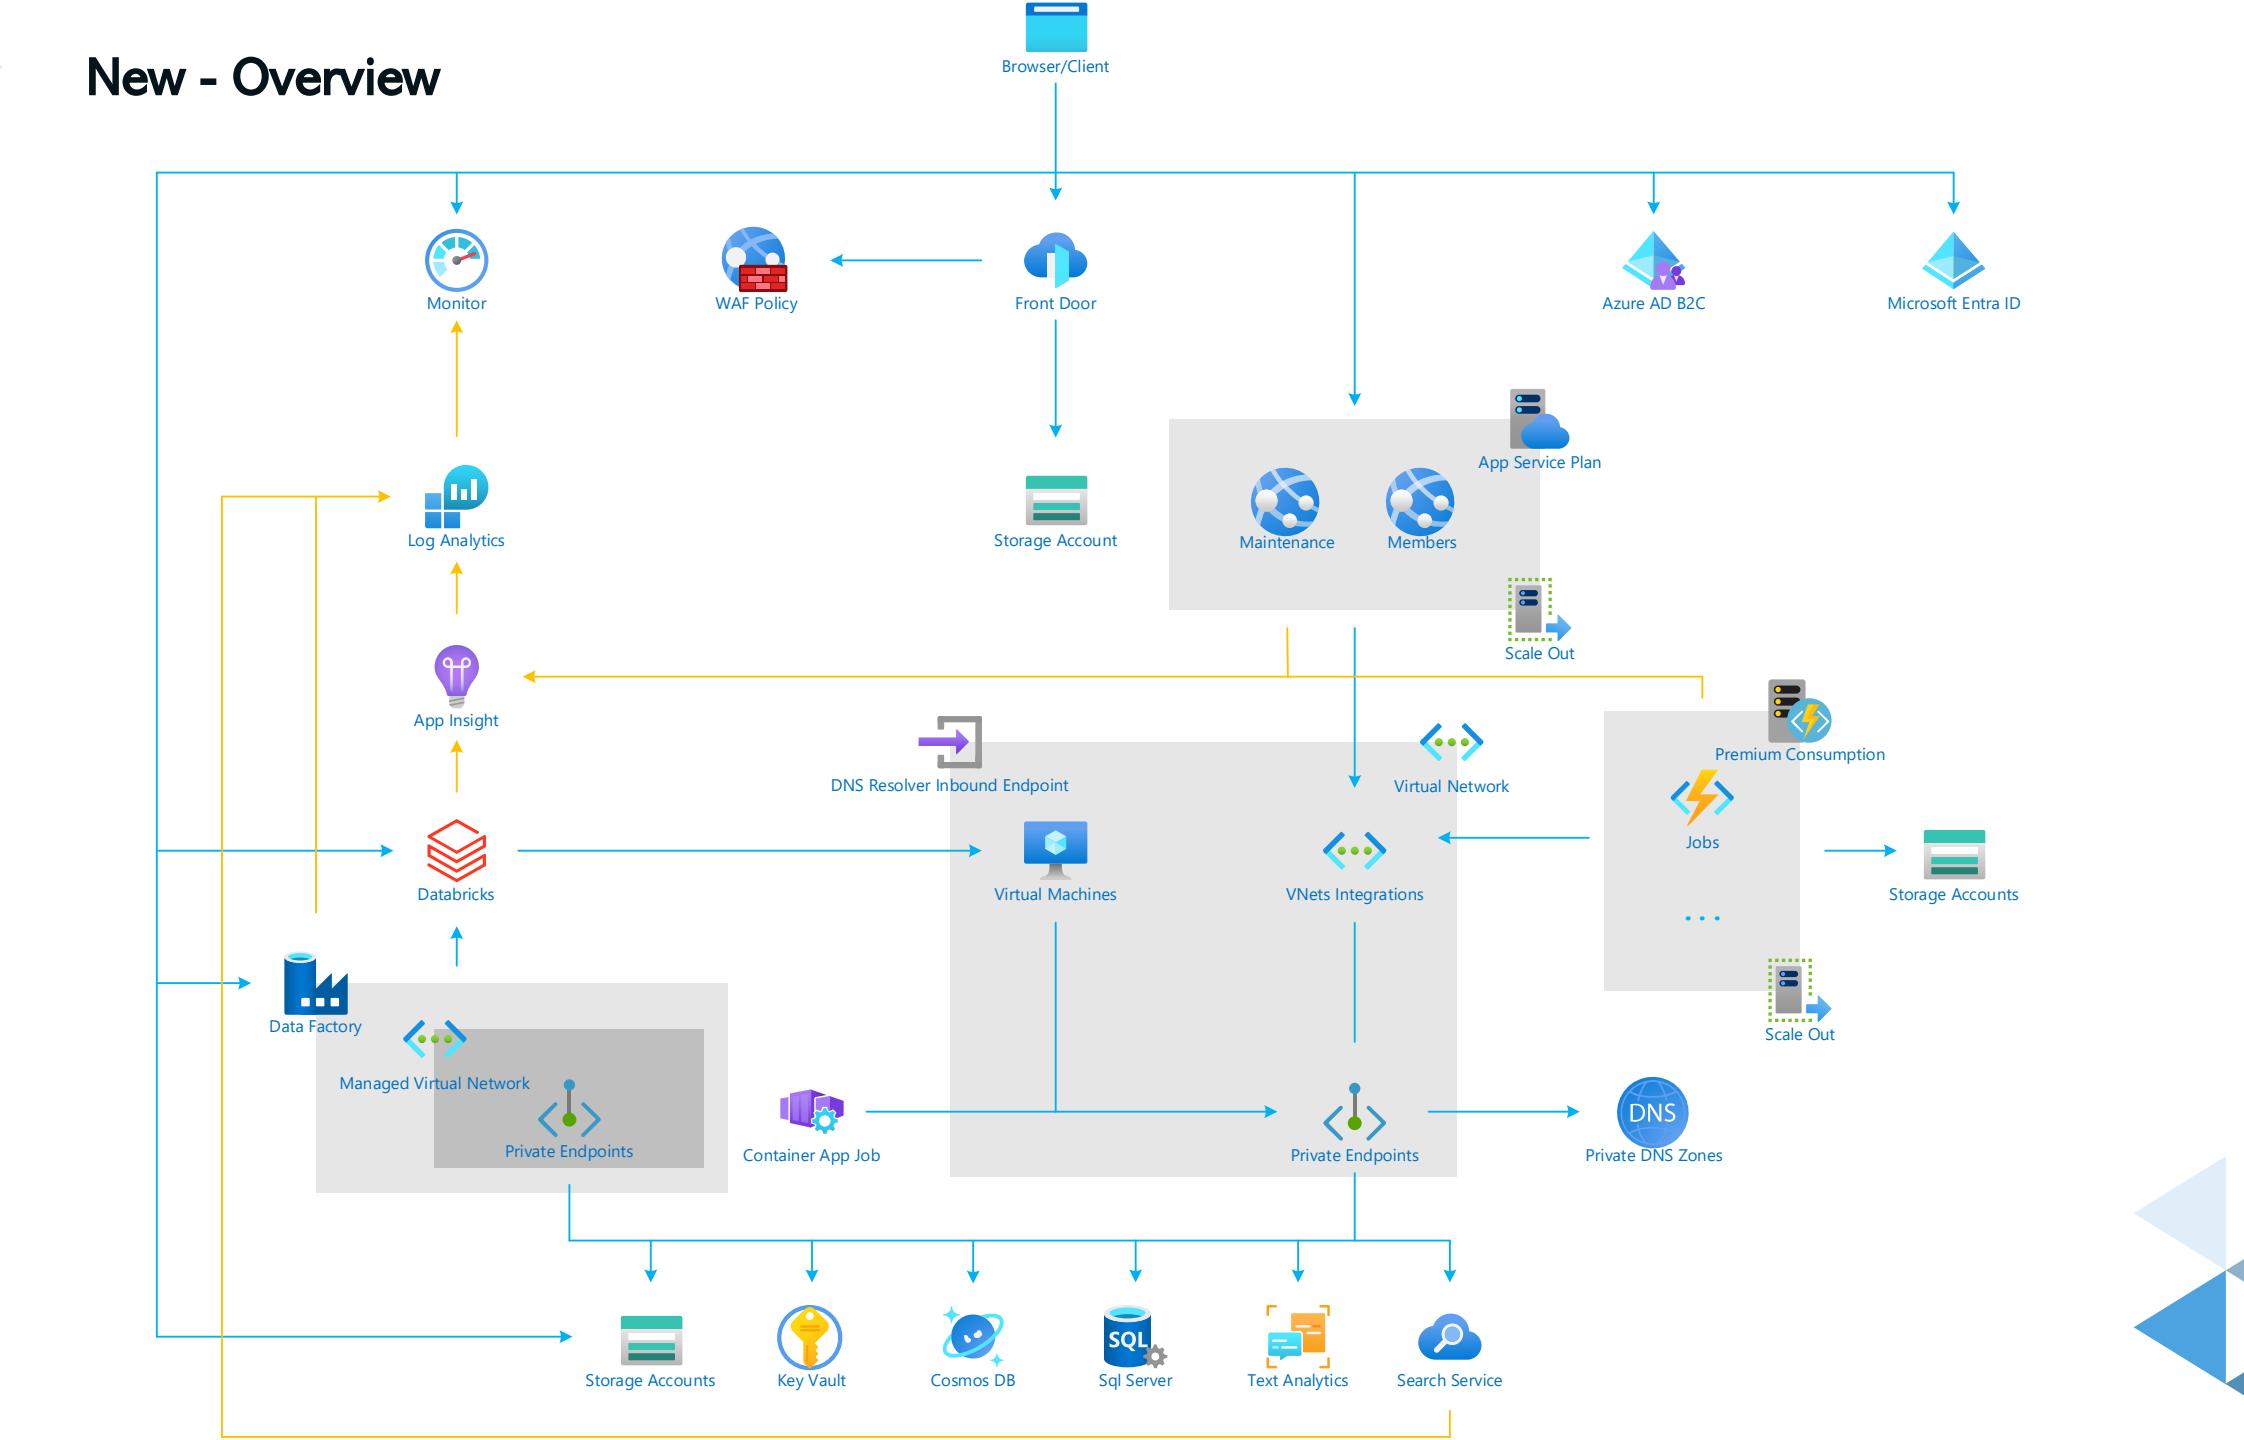 Browser/Client
New - Overview
Monitor
WAF Policy
Front Door
Azure AD B2C
Microsoft Entra ID
App Service Plan
Log Analytics
Storage Account
Maintenance
Members
Scale Out
App Insight
Premium Consumption
DNS Resolver Inbound Endpoint
Virtual Network
Jobs
Databricks
Virtual Machines
VNets Integrations
Storage Accounts
...
Data Factory
Scale Out
Managed Virtual Network
DNS
Private Endpoints
Container App Job
Private Endpoints
Private DNS Zones
SQL
Storage Accounts
Key Vault
Cosmos DB
Sql Server
Text Analytics
Search Service